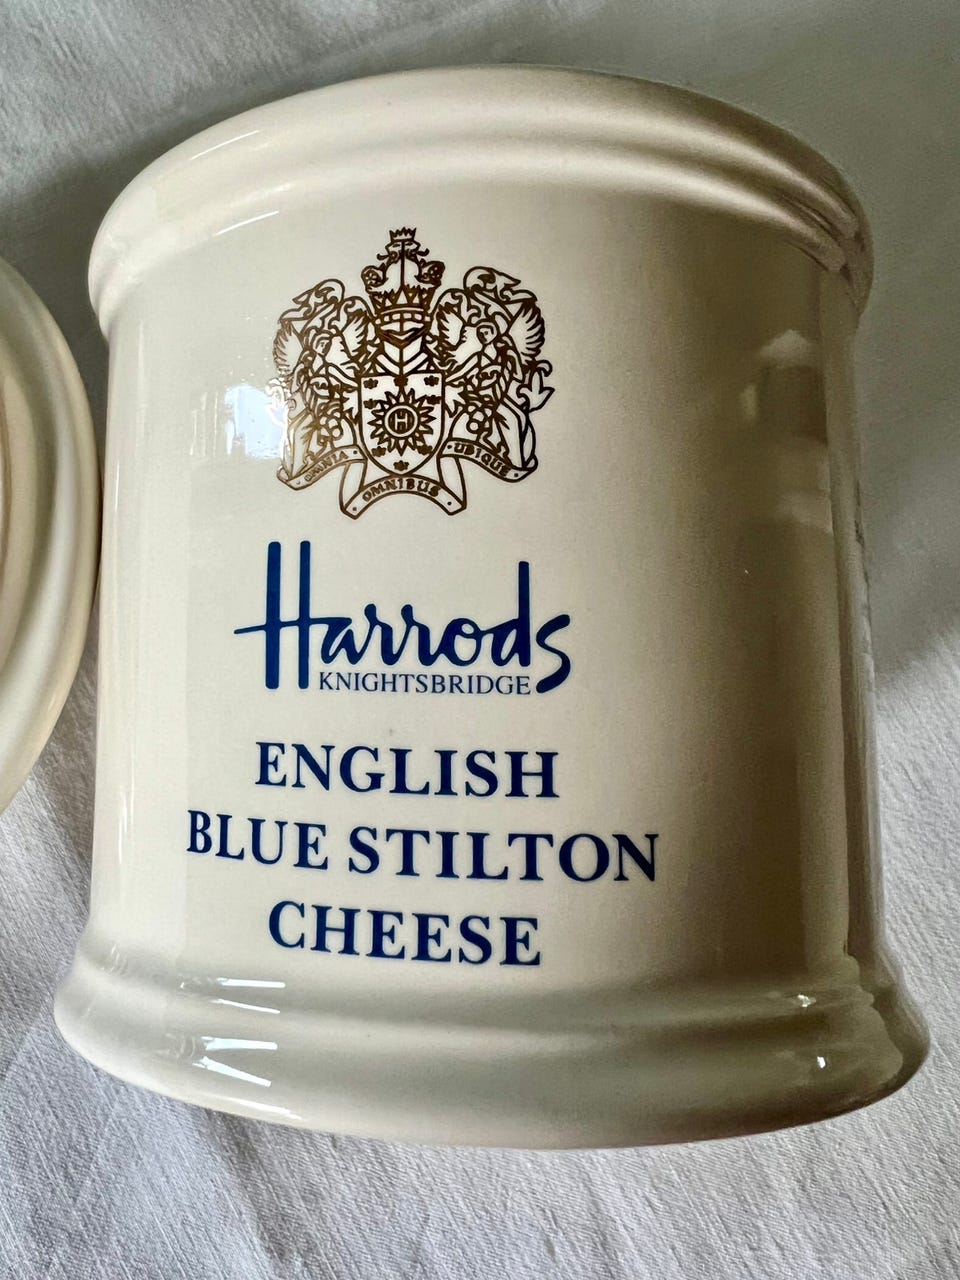 OMNIA OMNIBUS UBIQUE
H
Harrods
KNIGHTSBRIDGE
ENGLISH
BLUE STILTON
CHEESE